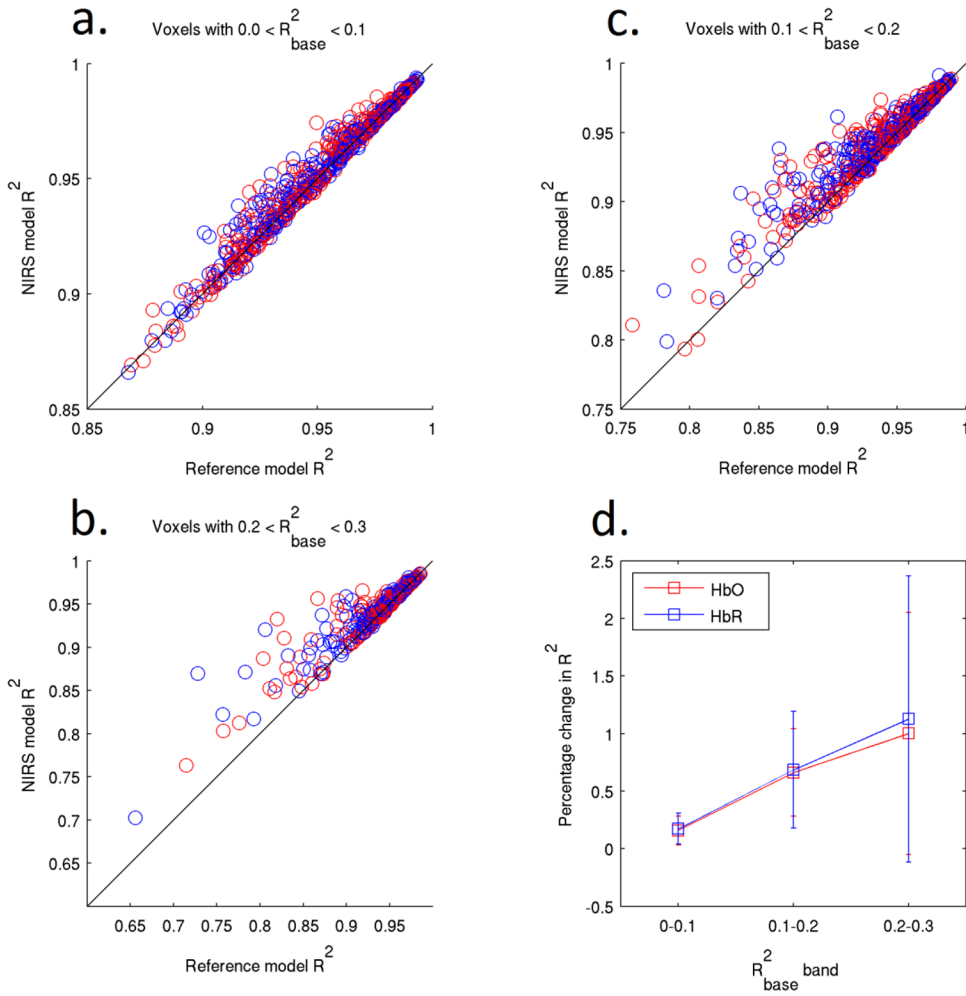 a.
Voxels with 0.0 < R²base < 0.1
1
0.95
0.9
0.85
NIRS model R²
0.85 0.9 0.95 1
Reference model R²
c.
Voxels with 0.1 < R²base < 0.2
1
0.95
0.9
0.85
0.8
0.75
NIRS model R²
0.75 0.8 0.85 0.9 0.95 1
Reference model R²
b.
Voxels with 0.2 < R²base < 0.3
1
0.95
0.9
0.85
0.8
0.75
0.7
0.65
NIRS model R²
0.65 0.7 0.75 0.8 0.85 0.9 0.95
Reference model R²
d.
2.5
2
1.5
1
0.5
0
-0.5
Percentage change in R²
HbO
HbR
0-0.1 0.1-0.2 0.2-0.3
R²base band